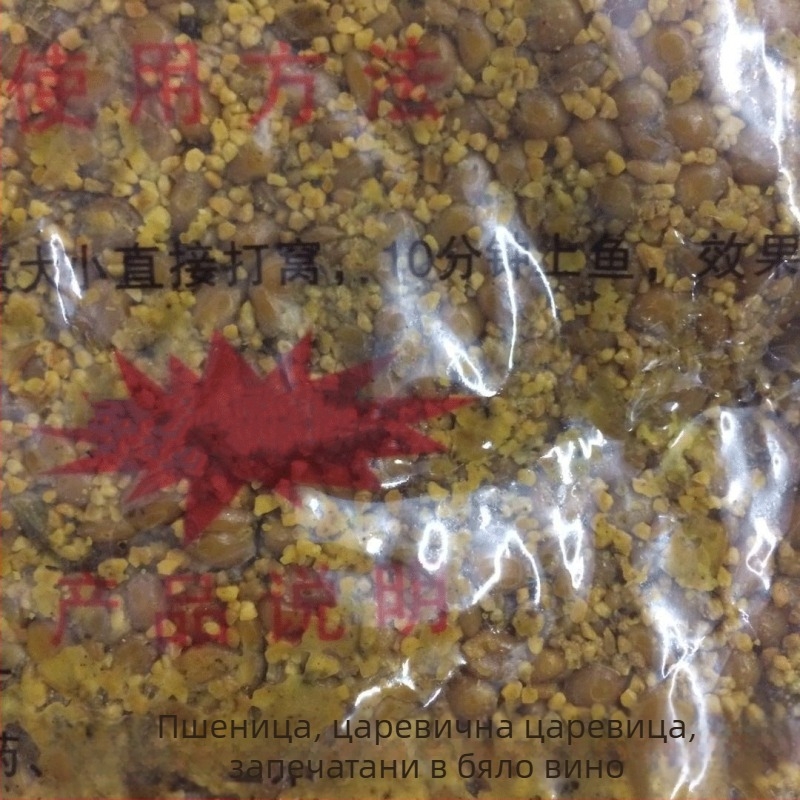 使用方法
大小直接打窝，10分钟上鱼，效果
产品说明
药、
Пшеница, царевична царевица,
запечатани в бяло вино